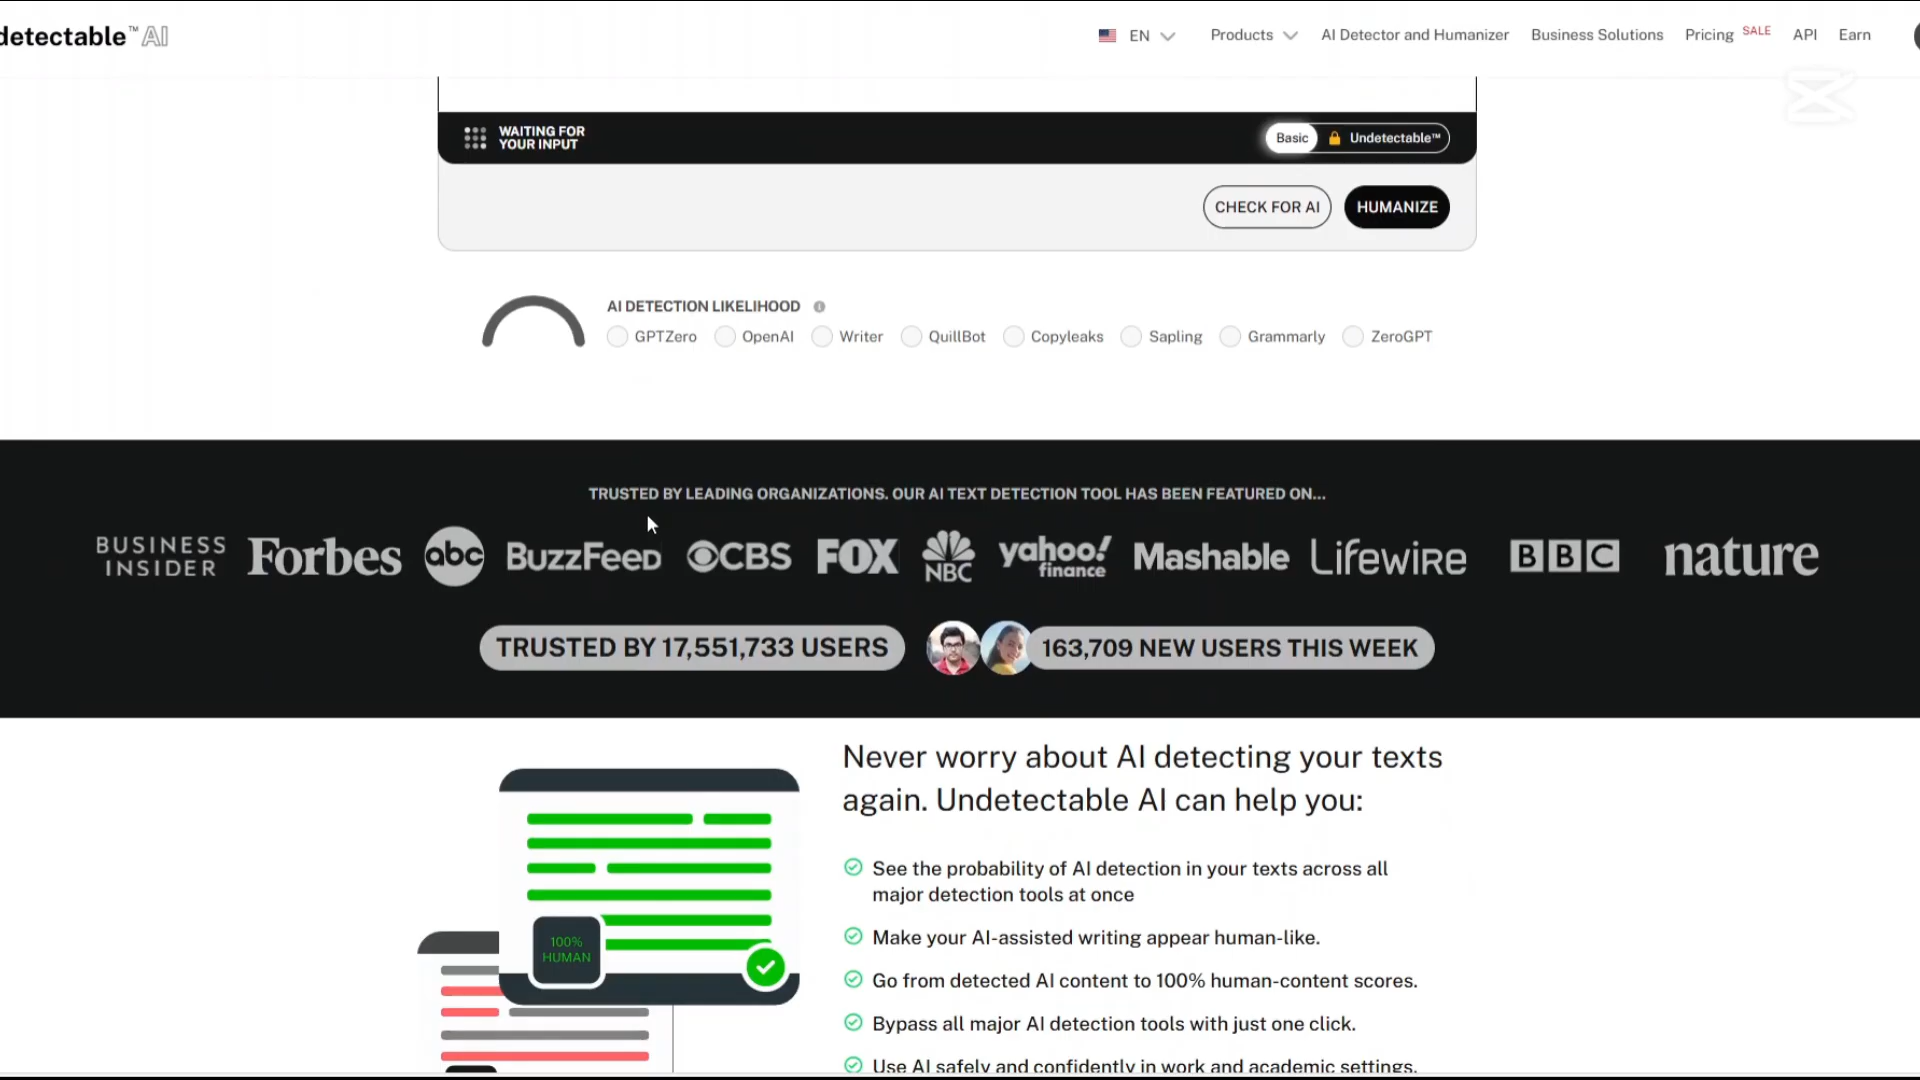 detectable™ AI
EN
Products
AI Detector and Humanizer
Business Solutions
Pricing SALE
API
Earn
WAITING FOR
YOUR INPUT
Basic
Undetectable™
CHECK FOR AI
HUMANIZE
AI DETECTION LIKELIHOOD
GPTZero
OpenAI
Writer
QuillBot
Copyleaks
Sapling
Grammarly
ZeroGPT
TRUSTED BY LEADING ORGANIZATIONS. OUR AI TEXT DETECTION TOOL HAS BEEN FEATURED ON...
BUSINESS
INSIDER
Forbes
abc
BuzzFeed
CBS
FOX
NBC
yahoo!
finance
Mashable
Lifewire
BBC
nature
TRUSTED BY 17,551,733 USERS
163,709 NEW USERS THIS WEEK
Never worry about AI detecting your texts
again. Undetectable AI can help you:
See the probability of AI detection in your texts across all
major detection tools at once
Make your AI-assisted writing appear human-like.
Go from detected AI content to 100% human-content scores.
Bypass all major AI detection tools with just one click.
Use AI safely and confidently in work and academic settings.
100%
HUMAN